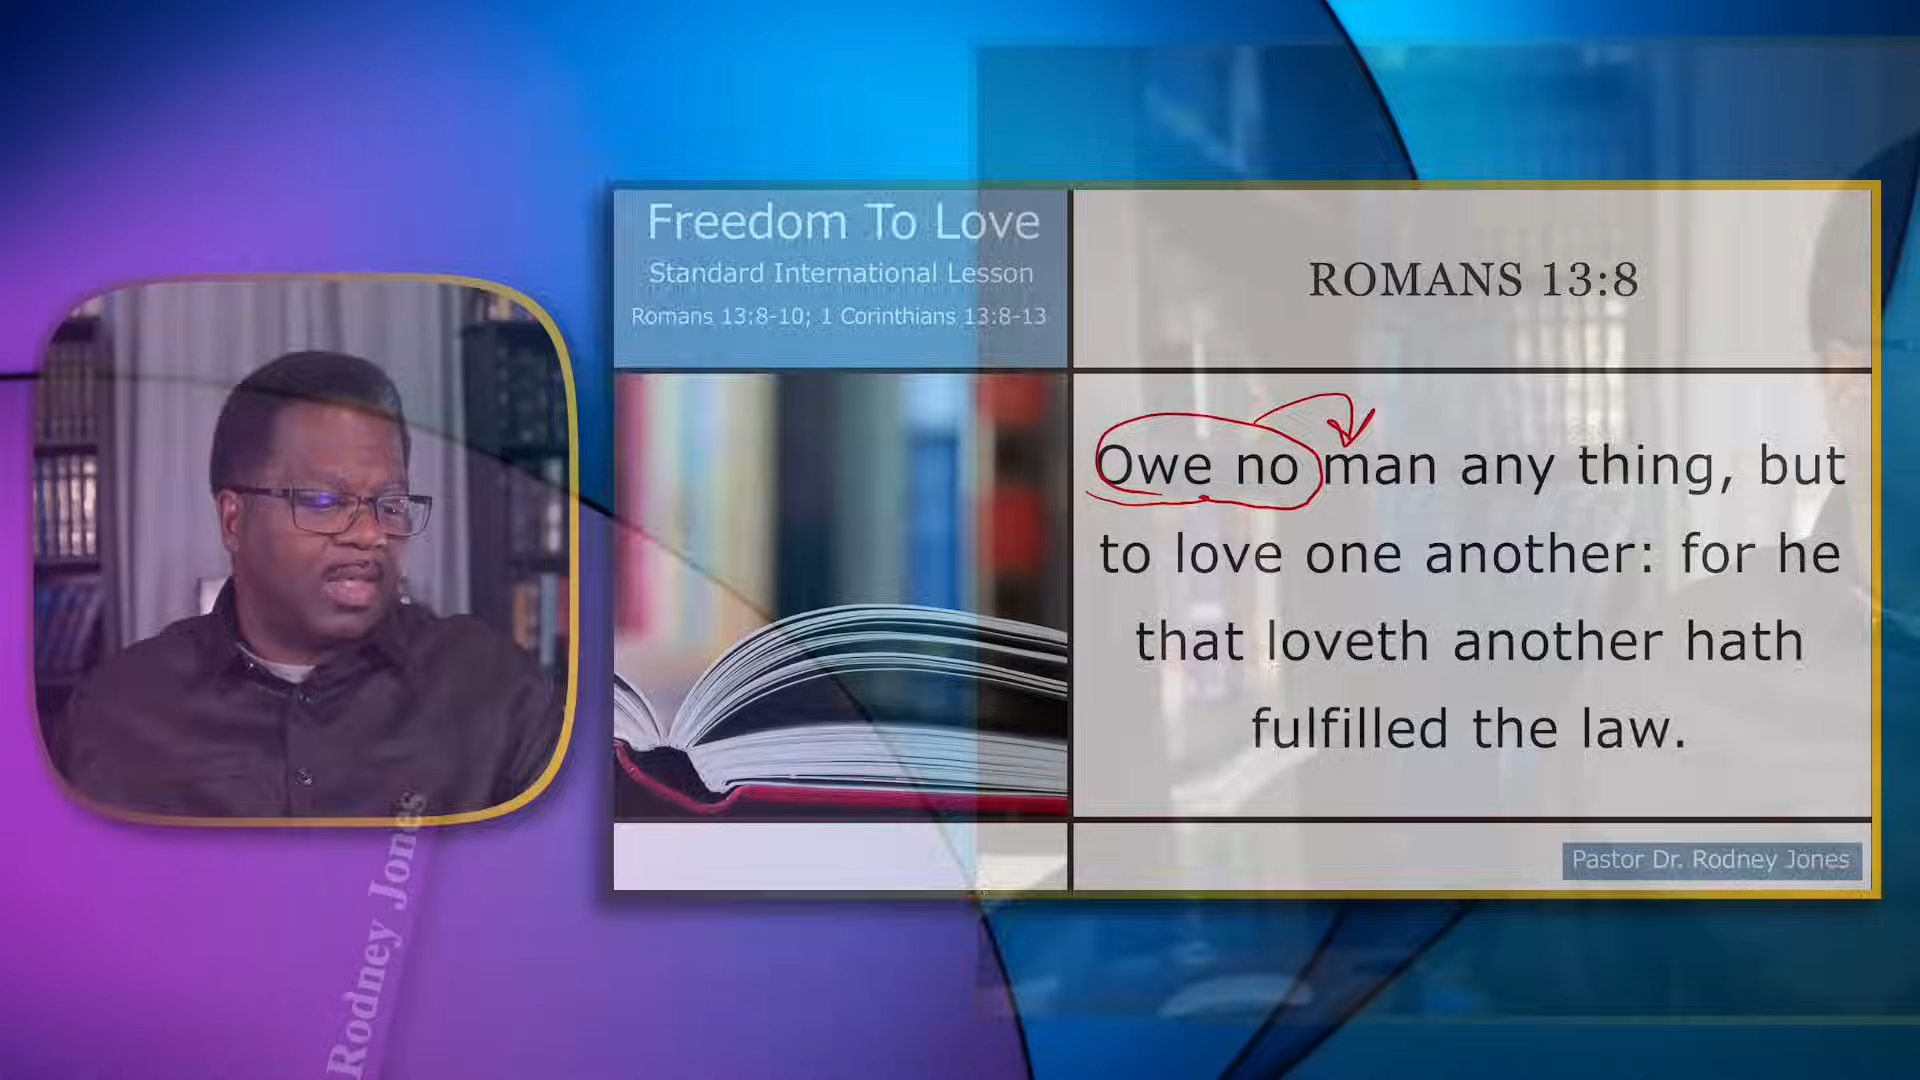 Freedom To Love
Standard International Lesson
Romans 13:8-10; 1 Corinthians 13:8-13
ROMANS 13:8
Owe no man any thing, but
to love one another: for he
that loveth another hath
fulfilled the law.
Pastor Dr. Rodney Jones
Rodney Jones